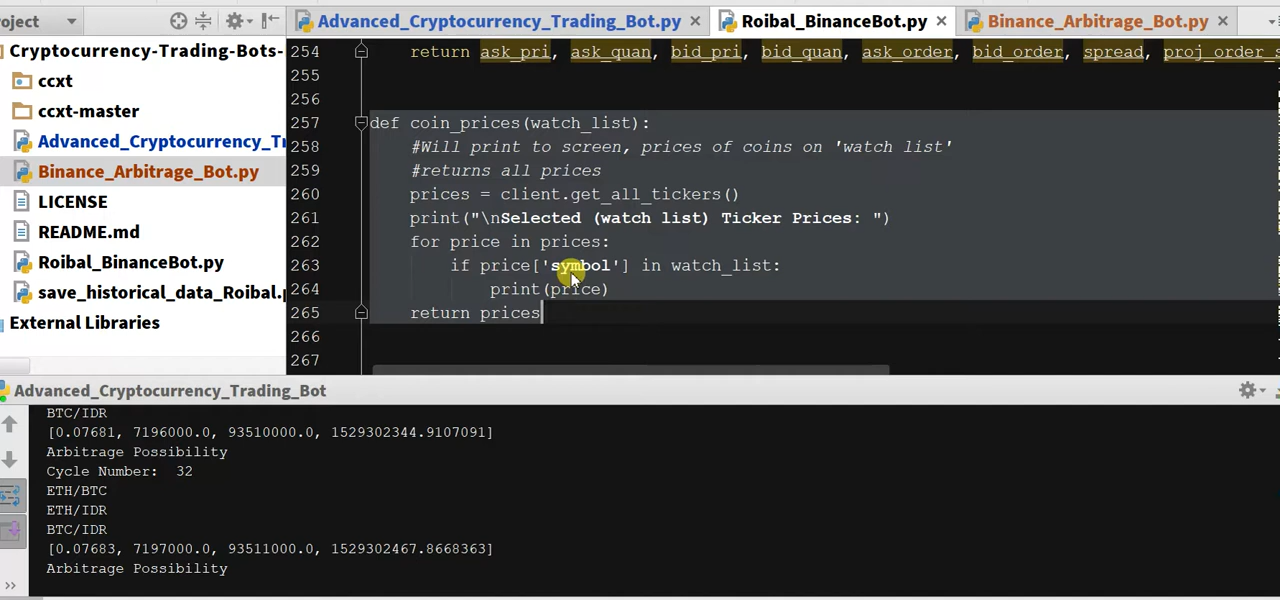 oject
Advanced_Cryptocurrency_Trading_Bot.py
Roibal_BinanceBot.py
Binance_Arbitrage_Bot.py
Cryptocurrency-Trading-Bots-
ccxt
ccxt-master
Advanced_Cryptocurrency_T
Binance_Arbitrage_Bot.py
LICENSE
README.md
Roibal_BinanceBot.py
save_historical_data_Roibal.
External Libraries
254 return ask_pri, ask_quan, bid_pri, bid_quan, ask_order, bid_order, spread, proj_order_s
255
256
257 def coin_prices(watch_list):
258 #Will print to screen, prices of coins on 'watch list'
259 #returns all prices
260 prices = client.get_all_tickers()
261 print("\nSelected (watch list) Ticker Prices: ")
262 for price in prices:
263 if price['symbol'] in watch_list:
264 print(price)
265 return prices
266
267
Advanced_Cryptocurrency_Trading_Bot
BTC/IDR
[0.07681, 7196000.0, 93510000.0, 1529302344.9107091]
Arbitrage Possibility
Cycle Number:  32
ETH/BTC
ETH/IDR
BTC/IDR
[0.07683, 7197000.0, 93511000.0, 1529302467.8668363]
Arbitrage Possibility